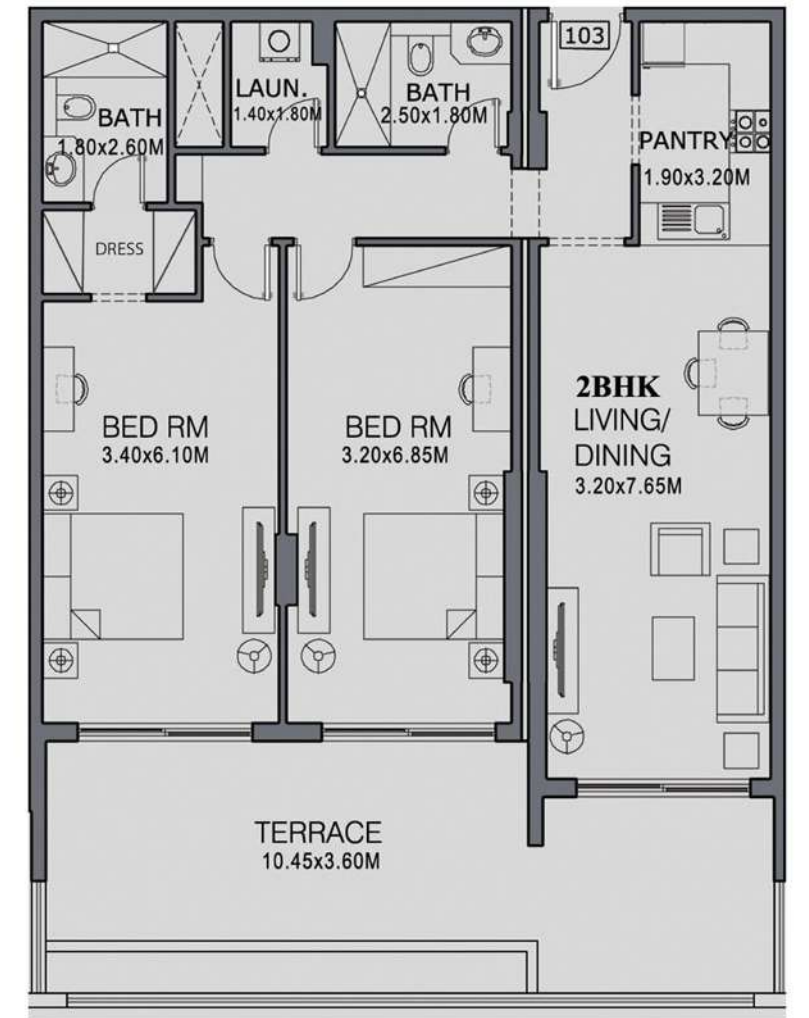 103
LAUN.
1.40x1.80M
BATH
2.50x1.80M
BATH
1.80x2.60M
PANTRY
1.90x3.20M
DRESS
BED RM
3.40x6.10M
BED RM
3.20x6.85M
2BHK
LIVING/
DINING
3.20x7.65M
TERRACE
10.45x3.60M